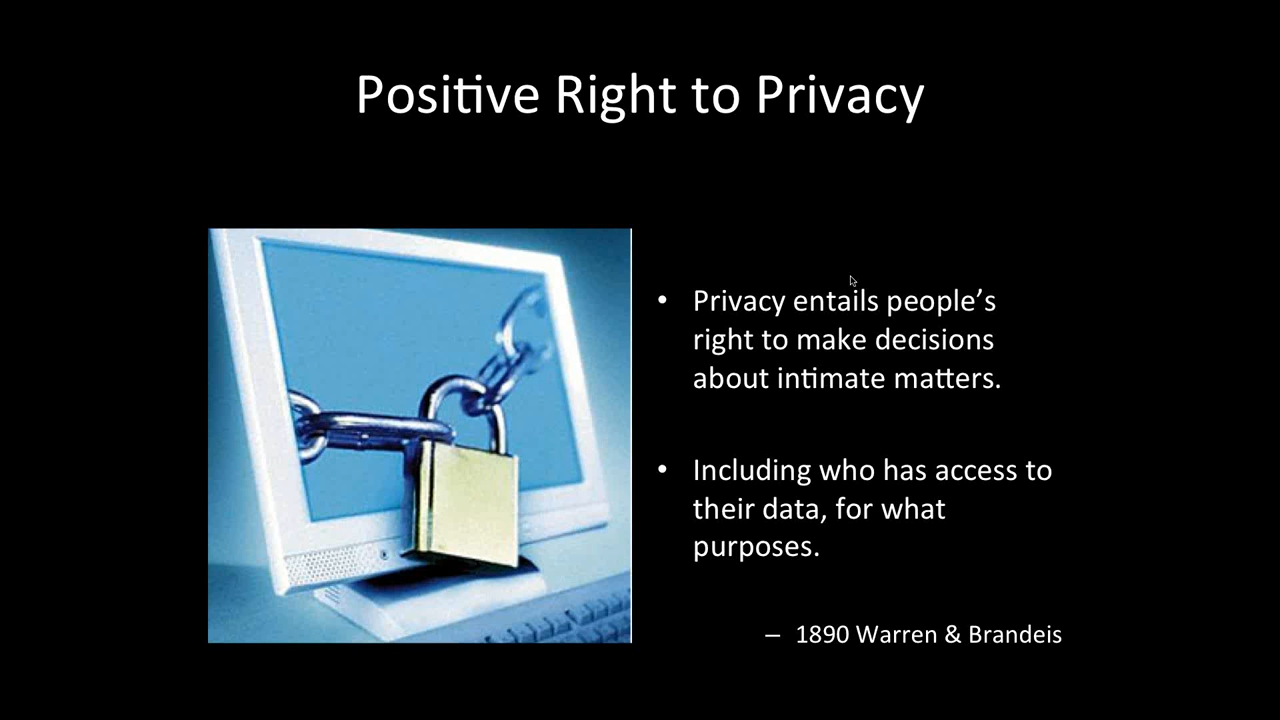 Positive Right to Privacy
• Privacy entails people’s
right to make decisions
about intimate matters.
• Including who has access to
their data, for what
purposes.
– 1890 Warren & Brandeis